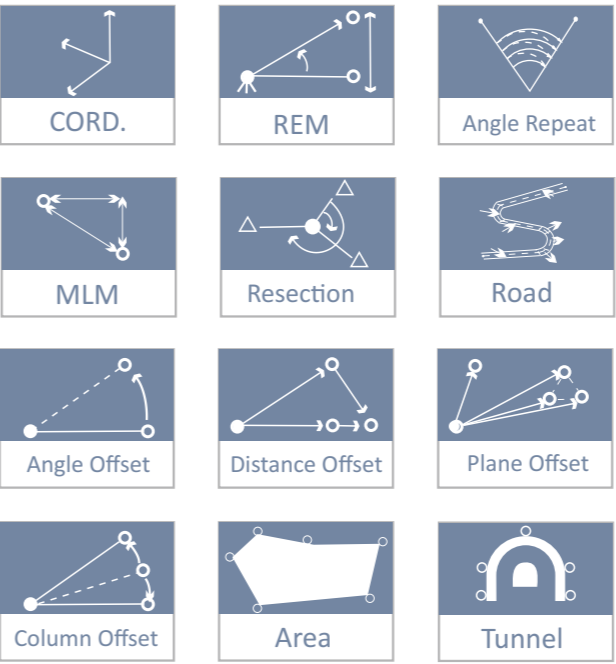 CORD.
REM
Angle Repeat
MLM
Resection
Road
Angle Offset
Distance Offset
Plane Offset
Column Offset
Area
Tunnel